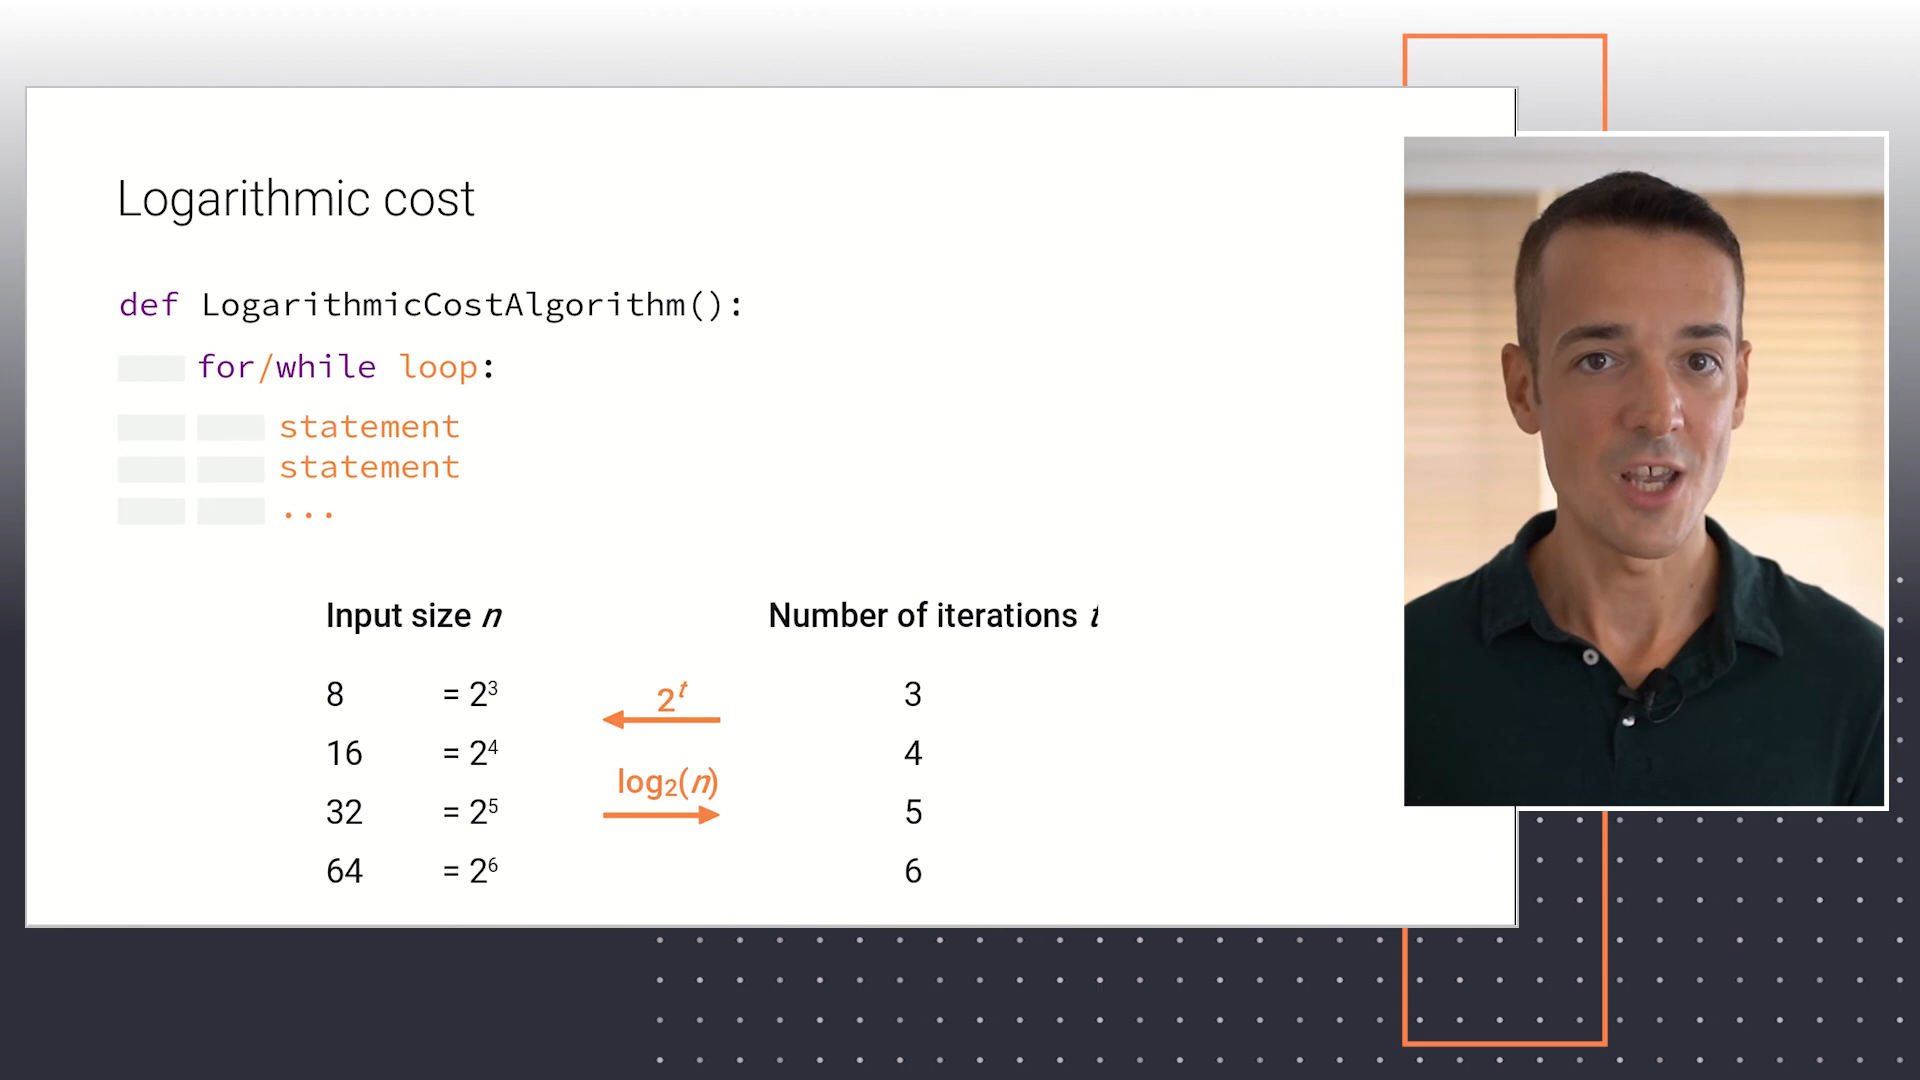 Logarithmic cost
def LogarithmicCostAlgorithm():
for/while loop:
statement
statement
...
Input size n Number of iterations t
8 = 2³ 3
2ᵗ
16 = 2⁴ 4
log₂(n)
32 = 2⁵ 5
64 = 2⁶ 6